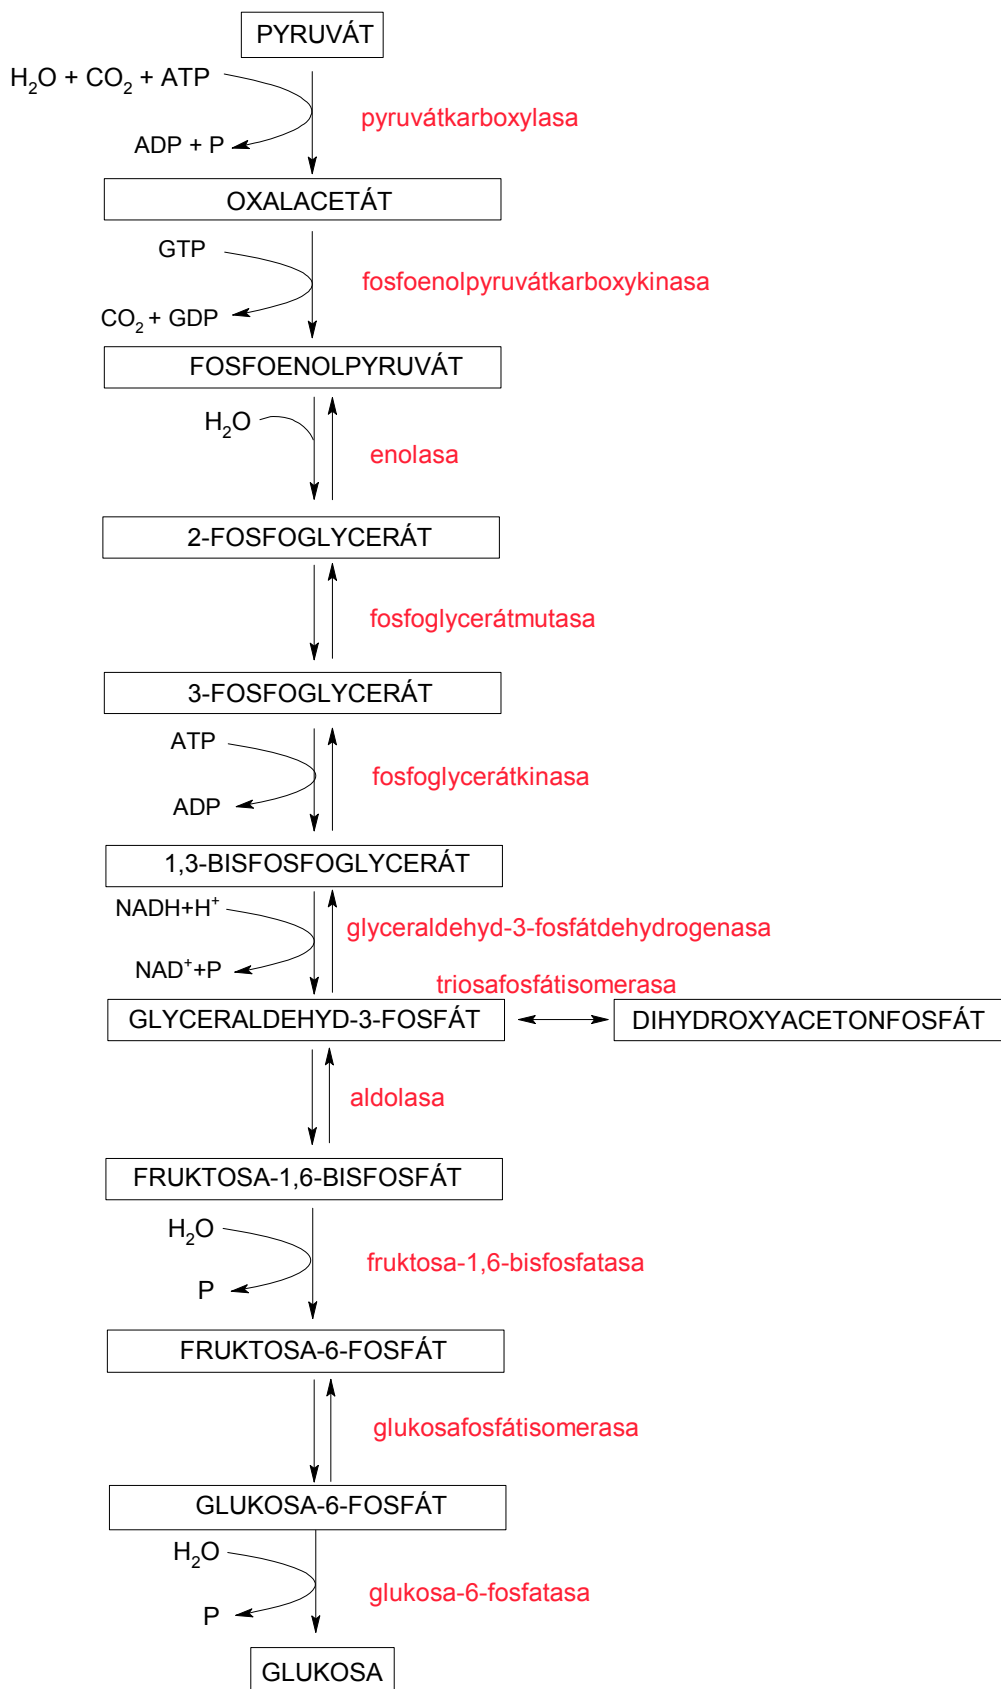 PYRUVÁT
H₂O + CO₂ + ATP
pyruvátkarboxylasa
ADP + P
OXALACETÁT
GTP
fosfoenolpyruvátkarboxykinasa
CO₂ + GDP
FOSFOENOLPYRUVÁT
H₂O
enolasa
2-FOSFOGLYCERÁT
fosfoglycerátmutasa
3-FOSFOGLYCERÁT
ATP
fosfoglycerátkinasa
ADP
1,3-BISFOSFOGLYCERÁT
NADH+H⁺
glyceraldehyd-3-fosfátdehydrogenasa
NAD⁺+P
triosafosfátisomerasa
GLYCERALDEHYD-3-FOSFÁT
DIHYDROXYACETONFOSFÁT
aldolasa
FRUKTOSA-1,6-BISFOSFÁT
H₂O
fruktosa-1,6-bisfosfatasa
P
FRUKTOSA-6-FOSFÁT
glukosafosfátisomerasa
GLUKOSA-6-FOSFÁT
H₂O
glukosa-6-fosfatasa
P
GLUKOSA